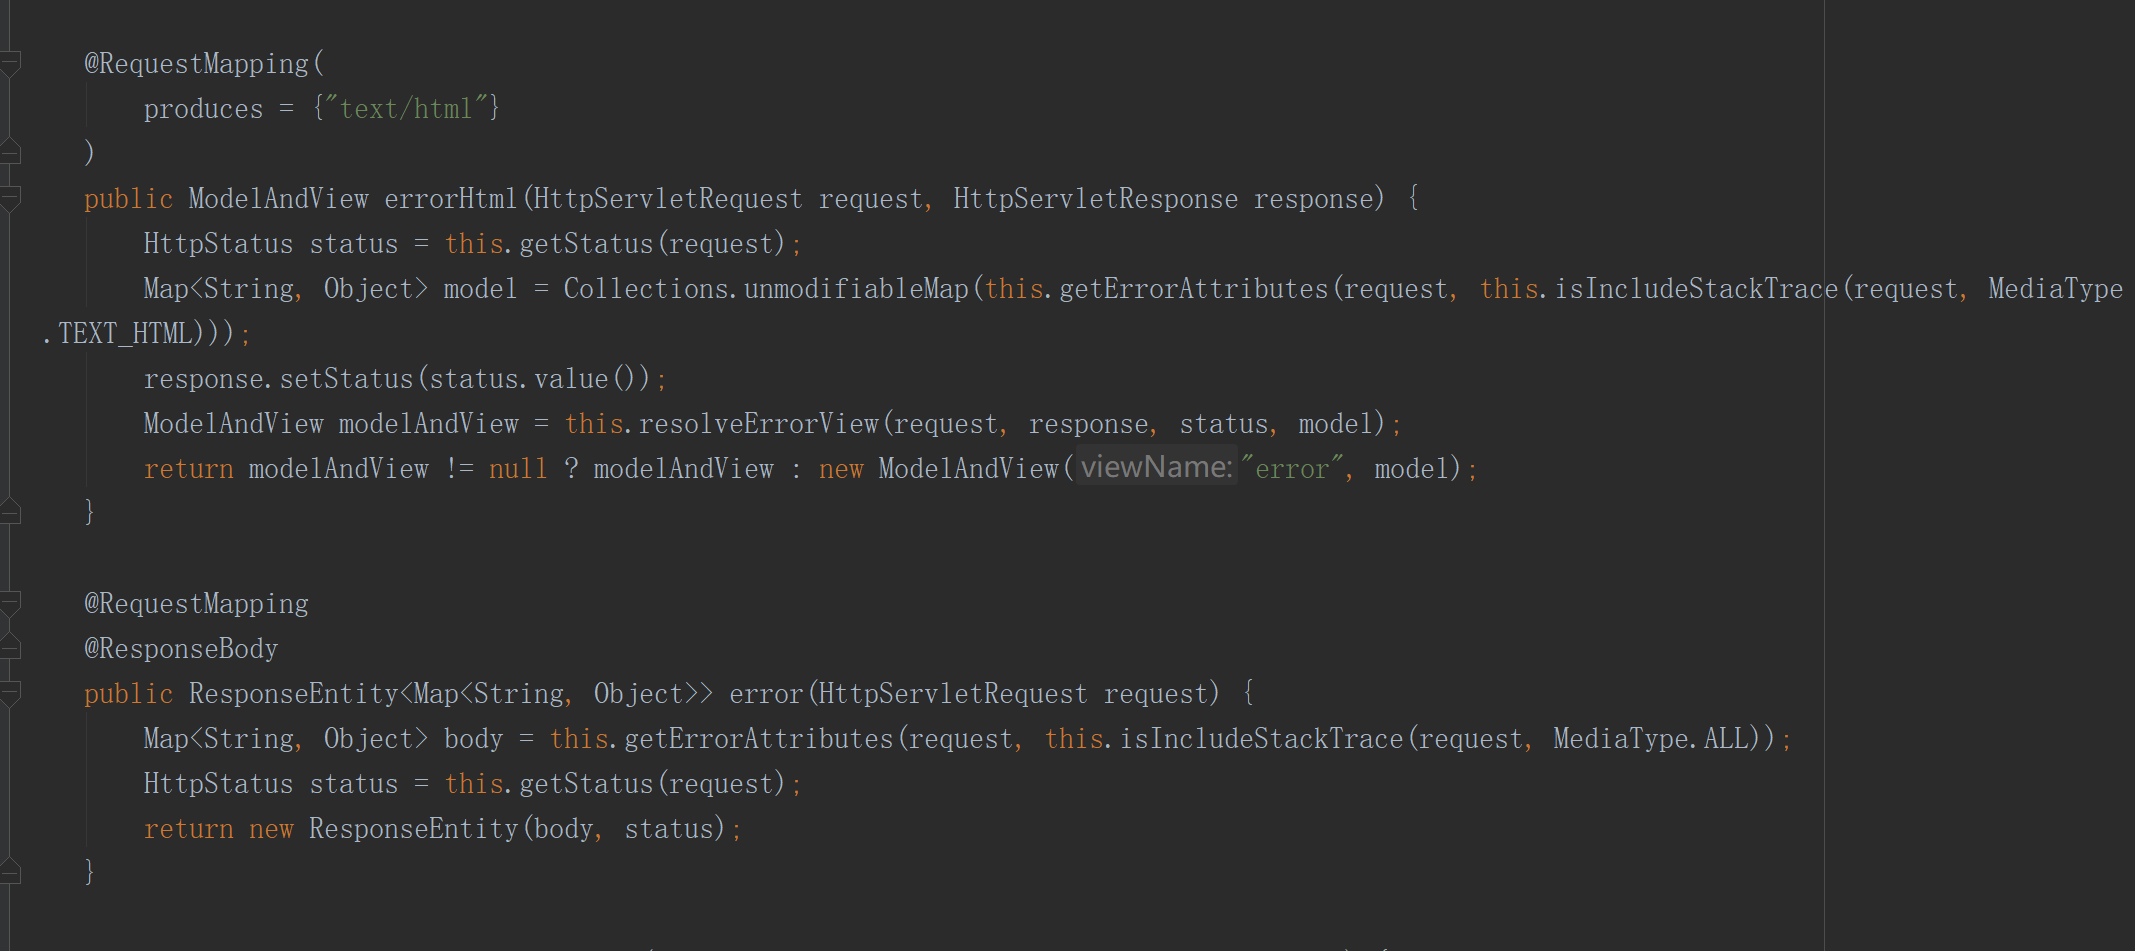 @RequestMapping(
produces = {"text/html"}
)
public ModelAndView errorHtml(HttpServletRequest request, HttpServletResponse response) {
HttpStatus status = this.getStatus(request);
Map<String, Object> model = Collections.unmodifiableMap(this.getErrorAttributes(request, this.isIncludeStackTrace(request, MediaType
.TEXT_HTML)));
response.setStatus(status.value());
ModelAndView modelAndView = this.resolveErrorView(request, response, status, model);
return modelAndView != null ? modelAndView : new ModelAndView(viewName: "error", model);
}
@RequestMapping
@ResponseBody
public ResponseEntity<Map<String, Object>> error(HttpServletRequest request) {
Map<String, Object> body = this.getErrorAttributes(request, this.isIncludeStackTrace(request, MediaType.ALL));
HttpStatus status = this.getStatus(request);
return new ResponseEntity(body, status);
}